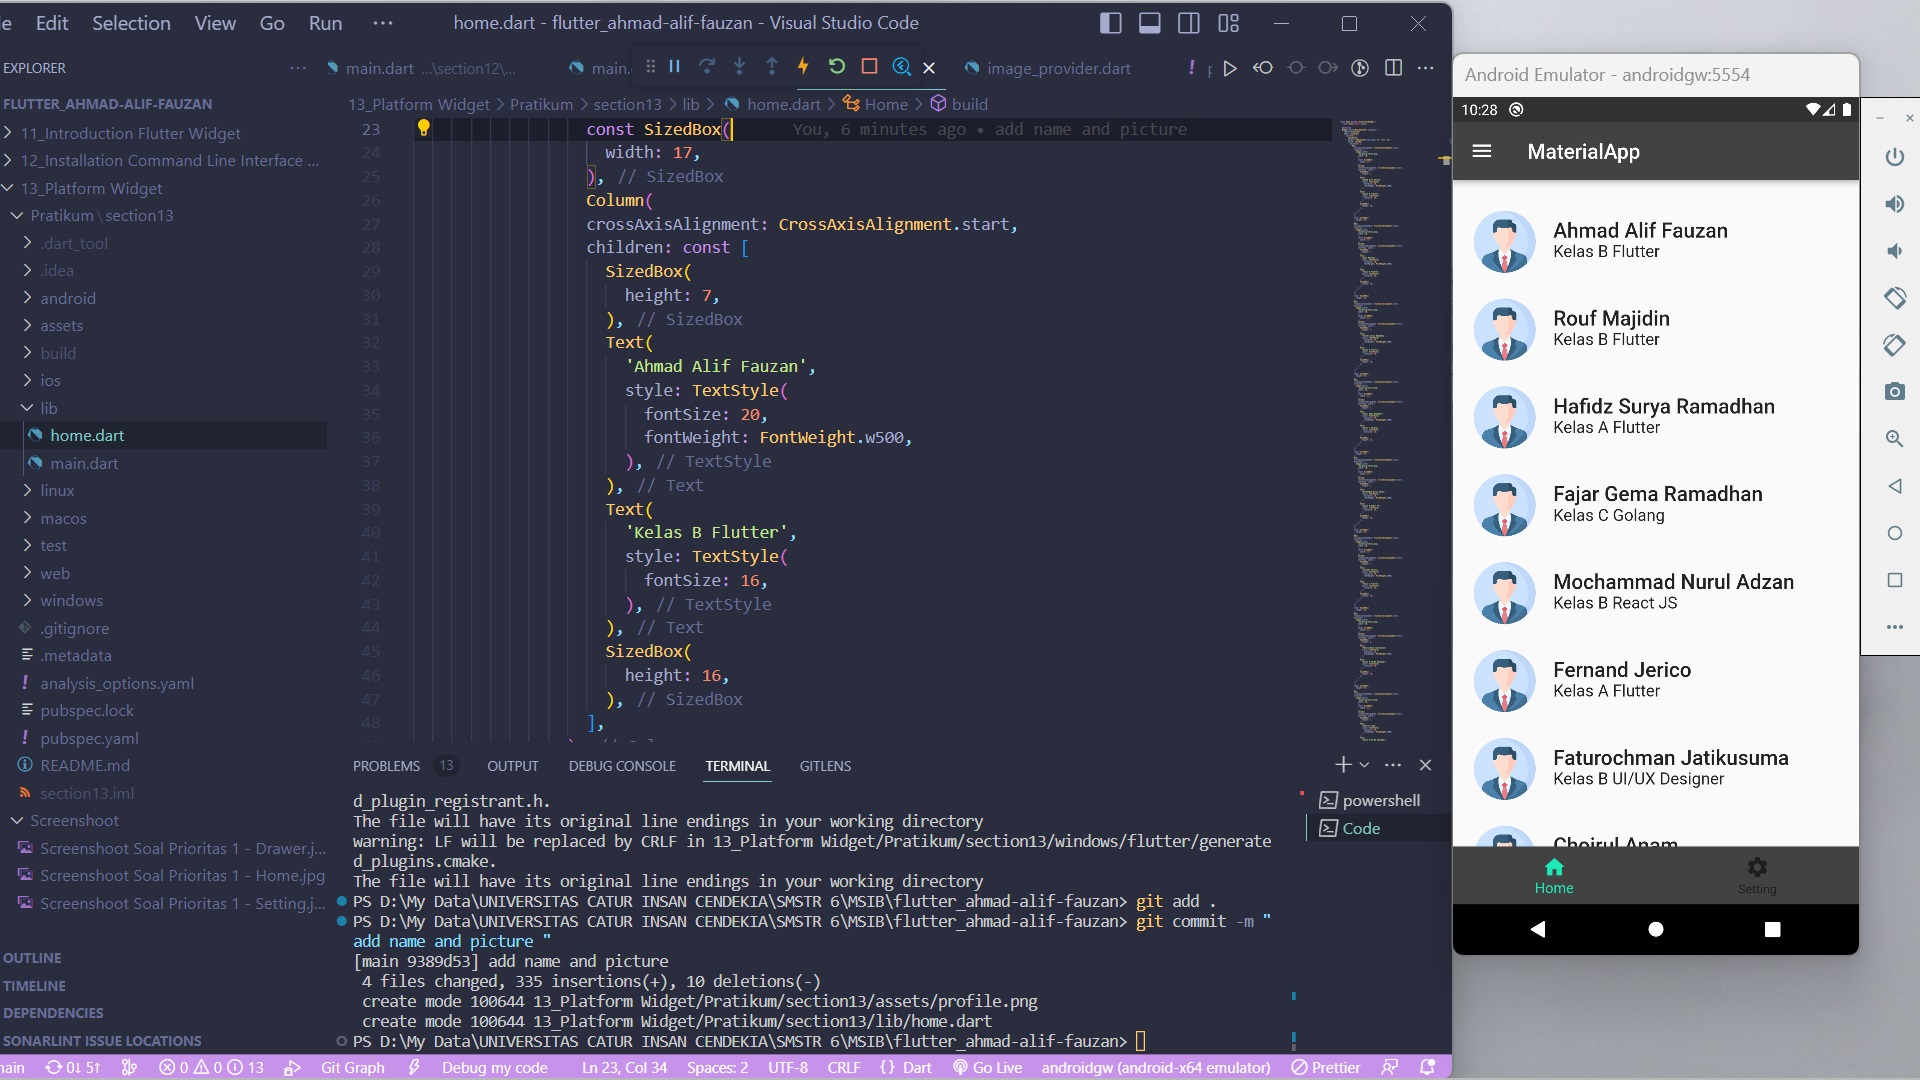 e Edit Selection View Go Run ··· home.dart - flutter_ahmad-alif-fauzan - Visual Studio Code
EXPLORER ···
main.dart ...\section12\...
main.
image_provider.dart
! p
FLUTTER_AHMAD-ALIF-FAUZAN
11_Introduction Flutter Widget
12_Installation Command Line Interface ...
13_Platform Widget
Pratikum \ section13
.dart_tool
.idea
android
assets
build
ios
lib
home.dart
main.dart
linux
macos
test
web
windows
.gitignore
.metadata
! analysis_options.yaml
pubspec.lock
! pubspec.yaml
README.md
section13.iml
Screenshoot
Screenshoot Soal Prioritas 1 - Drawer.j...
Screenshoot Soal Prioritas 1 - Home.jpg
Screenshoot Soal Prioritas 1 - Setting.j...
OUTLINE
TIMELINE
DEPENDENCIES
SONARLINT ISSUE LOCATIONS
13_Platform Widget > Pratikum > section13 > lib > home.dart > Home > build
23 const SizedBox( You, 6 minutes ago • add name and picture
24 width: 17,
25 ), // SizedBox
26 Column(
27 crossAxisAlignment: CrossAxisAlignment.start,
28 children: const [
29 SizedBox(
30 height: 7,
31 ), // SizedBox
32 Text(
33 'Ahmad Alif Fauzan',
34 style: TextStyle(
35 fontSize: 20,
36 fontWeight: FontWeight.w500,
37 ), // TextStyle
38 ), // Text
39 Text(
40 'Kelas B Flutter',
41 style: TextStyle(
42 fontSize: 16,
43 ), // TextStyle
44 ), // Text
45 SizedBox(
46 height: 16,
47 ), // SizedBox
48 ],
PROBLEMS 13 OUTPUT DEBUG CONSOLE TERMINAL GITLENS
d_plugin_registrant.h.
The file will have its original line endings in your working directory
warning: LF will be replaced by CRLF in 13_Platform Widget/Pratikum/section13/windows/flutter/generate
d_plugins.cmake.
The file will have its original line endings in your working directory
PS D:\My Data\UNIVERSITAS CATUR INSAN CENDEKIA\SMSTR 6\MSIB\flutter_ahmad-alif-fauzan> git add .
PS D:\My Data\UNIVERSITAS CATUR INSAN CENDEKIA\SMSTR 6\MSIB\flutter_ahmad-alif-fauzan> git commit -m "
add name and picture "
[main 9389d53] add name and picture
4 files changed, 335 insertions(+), 10 deletions(-)
create mode 100644 13_Platform Widget/Pratikum/section13/assets/profile.png
create mode 100644 13_Platform Widget/Pratikum/section13/lib/home.dart
PS D:\My Data\UNIVERSITAS CATUR INSAN CENDEKIA\SMSTR 6\MSIB\flutter_ahmad-alif-fauzan>
powershell
Code
nain 0↓ 5↑ 0 0 13 Git Graph Debug my code Ln 23, Col 34 Spaces: 2 UTF-8 CRLF {} Dart Go Live androidgw (android-x64 emulator) Prettier
Android Emulator - androidgw:5554
10:28
MaterialApp
Ahmad Alif Fauzan
Kelas B Flutter
Rouf Majidin
Kelas B Flutter
Hafidz Surya Ramadhan
Kelas A Flutter
Fajar Gema Ramadhan
Kelas C Golang
Mochammad Nurul Adzan
Kelas B React JS
Fernand Jerico
Kelas A Flutter
Faturochman Jatikusuma
Kelas B UI/UX Designer
Choirul Anam
Home
Setting